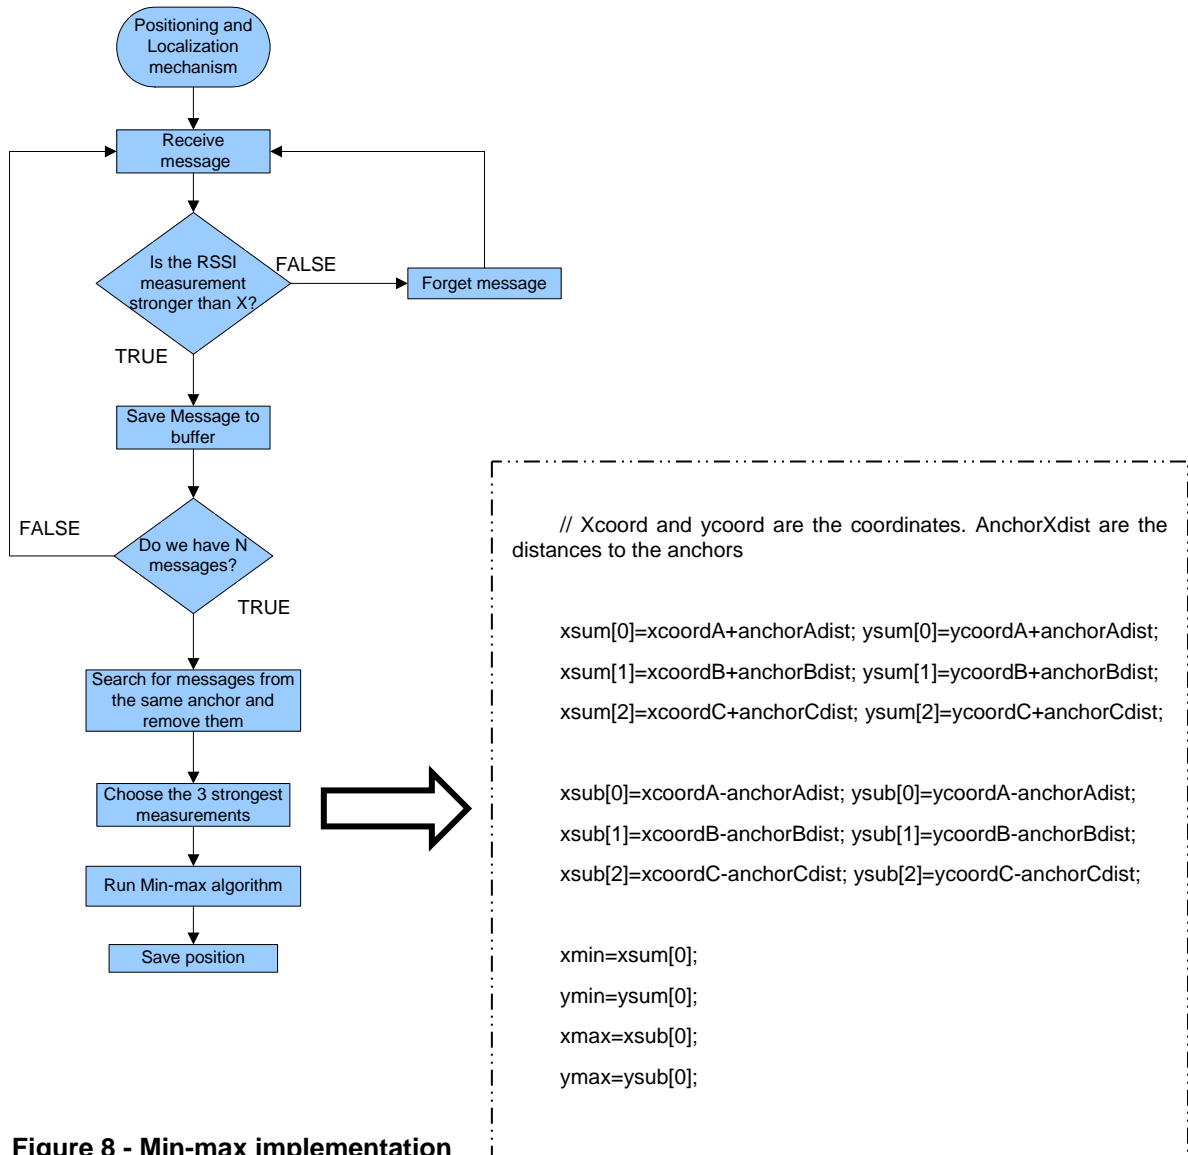 Positioning and
Localization
mechanism
Receive
message
Is the RSSI
measurement
stronger than X?
FALSE
Forget message
TRUE
Save Message to
buffer
FALSE
Do we have N
messages?
TRUE
Search for messages from
the same anchor and
remove them
Choose the 3 strongest
measurements
Run Min-max algorithm
Save position
// Xcoord and ycoord are the coordinates. AnchorXdist are the
distances to the anchors
xsum[0]=xcoordA+anchorAdist; ysum[0]=ycoordA+anchorAdist;
xsum[1]=xcoordB+anchorBdist; ysum[1]=ycoordB+anchorBdist;
xsum[2]=xcoordC+anchorCdist; ysum[2]=ycoordC+anchorCdist;
xsub[0]=xcoordA-anchorAdist; ysub[0]=ycoordA-anchorAdist;
xsub[1]=xcoordB-anchorBdist; ysub[1]=ycoordB-anchorBdist;
xsub[2]=xcoordC-anchorCdist; ysub[2]=ycoordC-anchorCdist;
xmin=xsum[0];
ymin=ysum[0];
xmax=xsub[0];
ymax=ysub[0];
Figure 8 - Min-max implementation